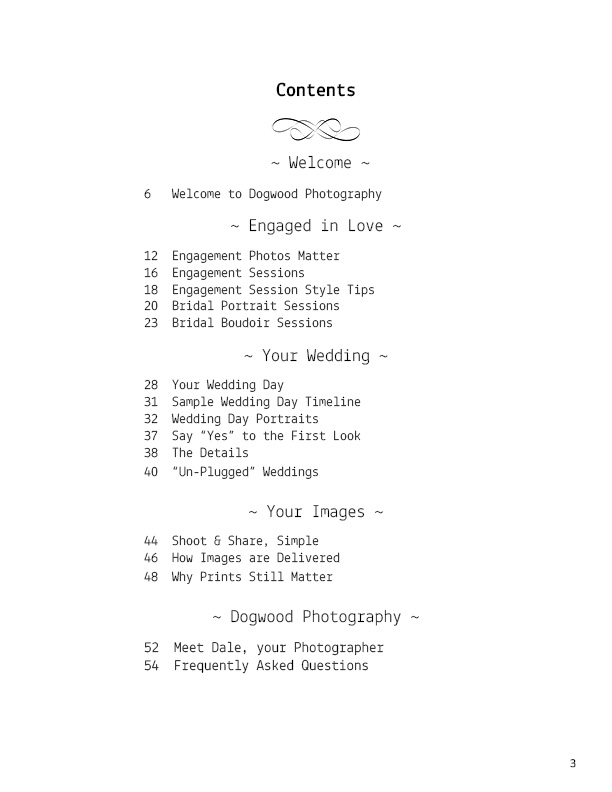 Contents
~ Welcome ~
6 Welcome to Dogwood Photography
~ Engaged in Love ~
12 Engagement Photos Matter
16 Engagement Sessions
18 Engagement Session Style Tips
20 Bridal Portrait Sessions
23 Bridal Boudoir Sessions
~ Your Wedding ~
28 Your Wedding Day
31 Sample Wedding Day Timeline
32 Wedding Day Portraits
37 Say “Yes” to the First Look
38 The Details
40 “Un-Plugged” Weddings
~ Your Images ~
44 Shoot & Share, Simple
46 How Images are Delivered
48 Why Prints Still Matter
~ Dogwood Photography ~
52 Meet Dale, your Photographer
54 Frequently Asked Questions
3